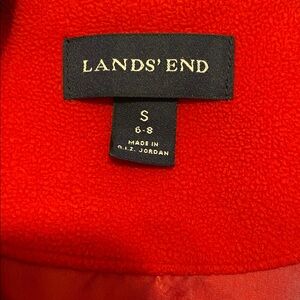 LANDS' END
S
6-8
MADE IN
Q.I.Z. JORDAN